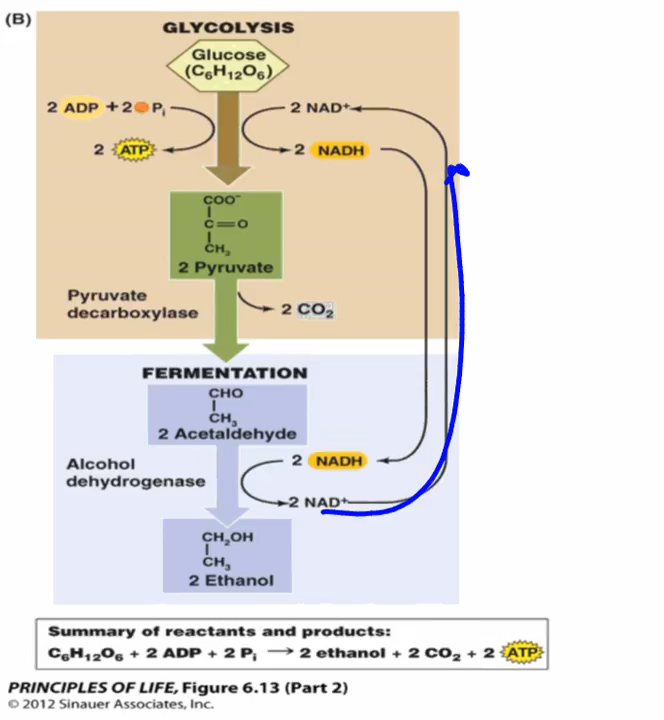 (B)
GLYCOLYSIS
Glucose
(C₆H₁₂O₆)
2 ADP + 2 Pᵢ
2 NAD⁺
2 ATP
2 NADH
COO⁻
C=O
CH₃
2 Pyruvate
Pyruvate
decarboxylase
2 CO₂
FERMENTATION
CHO
CH₃
2 Acetaldehyde
Alcohol
dehydrogenase
2 NADH
2 NAD⁺
CH₂OH
CH₃
2 Ethanol
Summary of reactants and products:
C₆H₁₂O₆ + 2 ADP + 2 Pᵢ → 2 ethanol + 2 CO₂ + 2 ATP
PRINCIPLES OF LIFE, Figure 6.13 (Part 2)
© 2012 Sinauer Associates, Inc.